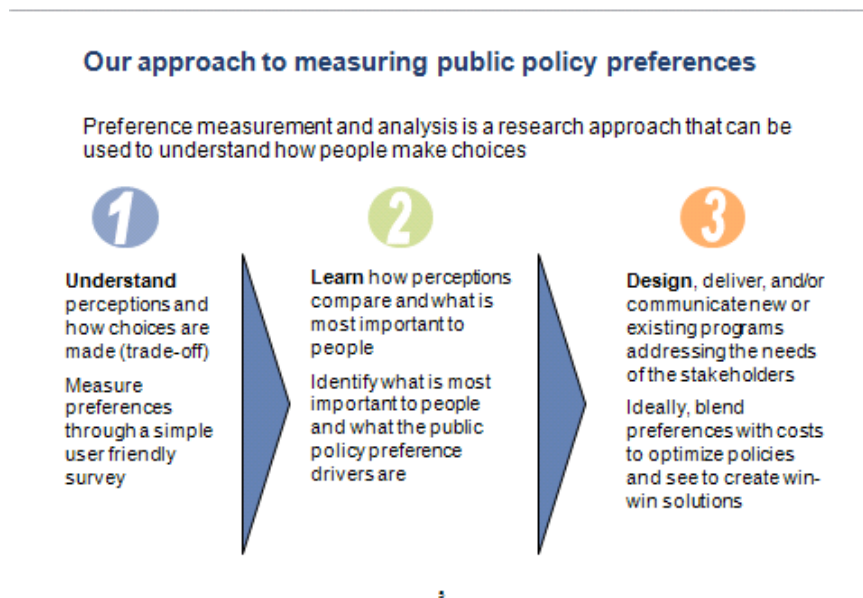 Our approach to measuring public policy preferences
Preference measurement and analysis is a research approach that can be
used to understand how people make choices
1
2
3
Understand
perceptions and
how choices are
made (trade-off)
Measure
preferences
through a simple
user friendly
survey
Learn how perceptions
compare and what is
most important to
people
Identify what is most
important to people
and what the public
policy preference
drivers are
Design, deliver, and/or
communicate new or
existing programs
addressing the needs
of the stakeholders
Ideally, blend
preferences with costs
to optimize policies
and see to create win-
win solutions